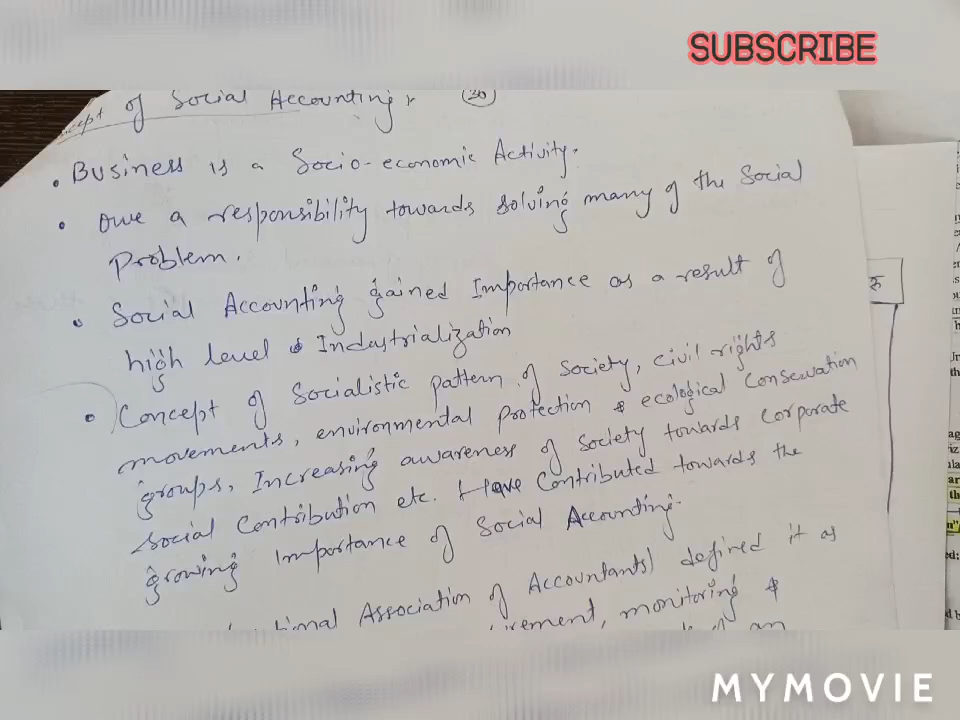 SUBSCRIBE
of Social Accounting, 36
• Business is a Socio-economic Activity.
• Owe a responsibility towards solving many of the Social
Problem.
• Social Accounting gained Importance as a result of
high level & Industrialization
• Concept of Socialistic pattern of Society, civil rights
movements, environmental protection & ecological Conservation
groups, Increasing awareness of Society towards corporate
Social Contribution etc. Have Contributed towards the
growing Importance of Social Accounting.
Association of Accountants) defined it as
monitoring &
an
रू
MYMOVIE